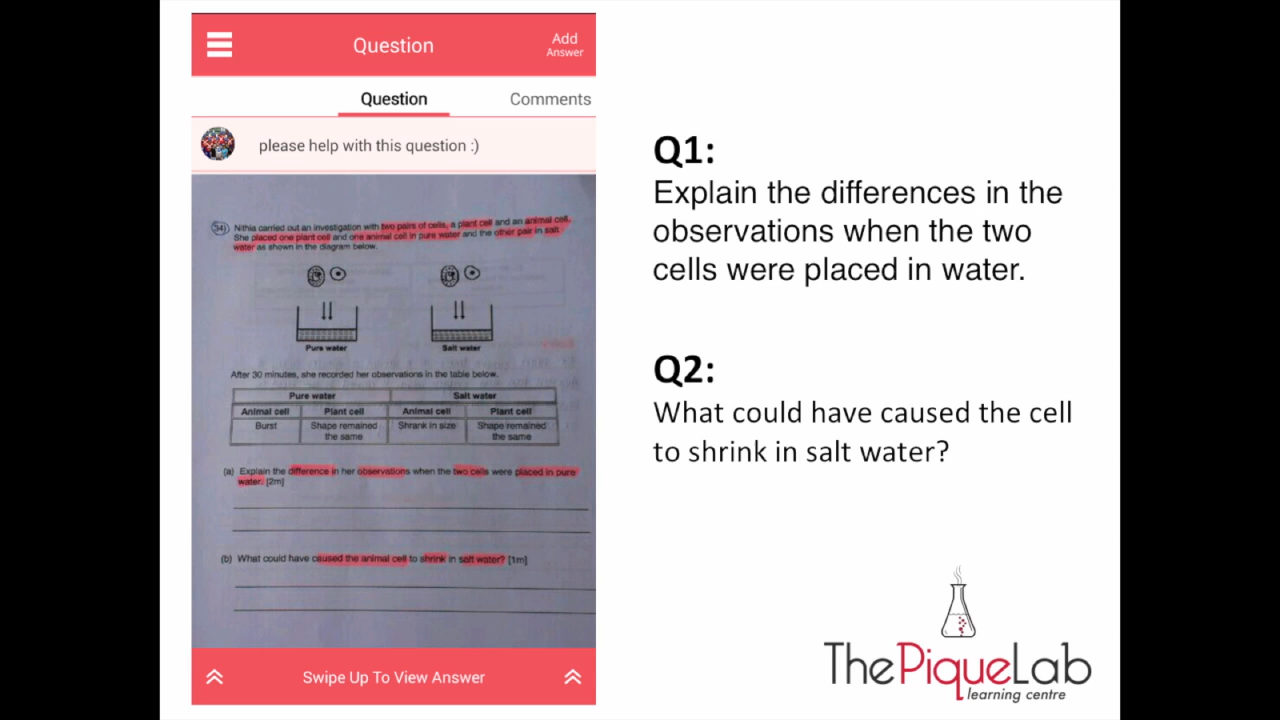 Question
Add
Answer
Question
Comments
please help with this question :)
34) Nithia carried out an investigation with two pairs of cells, a plant cell and an animal cell.
She placed one plant cell and one animal cell in pure water and the other pair in salt
water as shown in the diagram below.
Pure water
Salt water
After 30 minutes, she recorded her observations in the table below.
Pure water
Salt water
Animal cell
Plant cell
Animal cell
Plant cell
Burst
Shape remained
the same
Shrank in size
Shape remained
the same
(a) Explain the difference in her observations when the two cells were placed in pure
water. [2m]
(b) What could have caused the animal cell to shrink in salt water? [1m]
Swipe Up To View Answer
Q1:
Explain the differences in the
observations when the two
cells were placed in water.
Q2:
What could have caused the cell
to shrink in salt water?
ThePiqueLab
learning centre